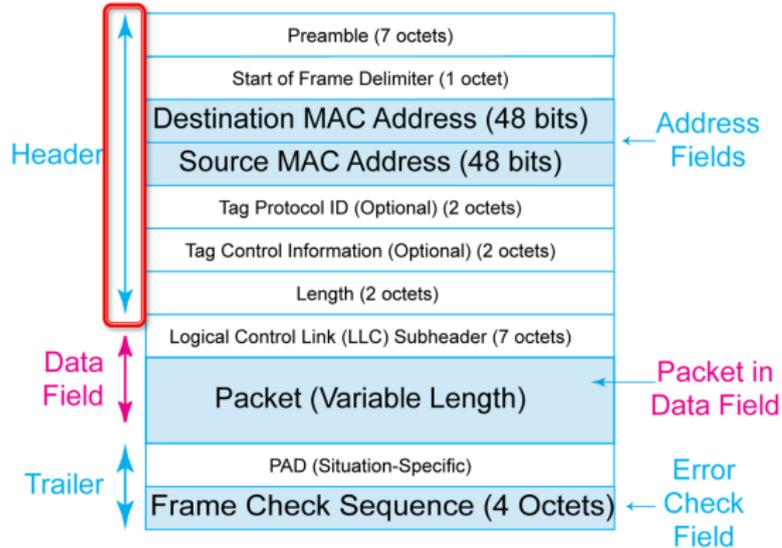 Preamble (7 octets)
Start of Frame Delimiter (1 octet)
Destination MAC Address (48 bits)
Address
Fields
Header
Source MAC Address (48 bits)
Tag Protocol ID (Optional) (2 octets)
Tag Control Information (Optional) (2 octets)
Length (2 octets)
Logical Control Link (LLC) Subheader (7 octets)
Data
Field
Packet (Variable Length)
Packet in
Data Field
PAD (Situation-Specific)
Trailer
Frame Check Sequence (4 Octets)
Error
Check
Field